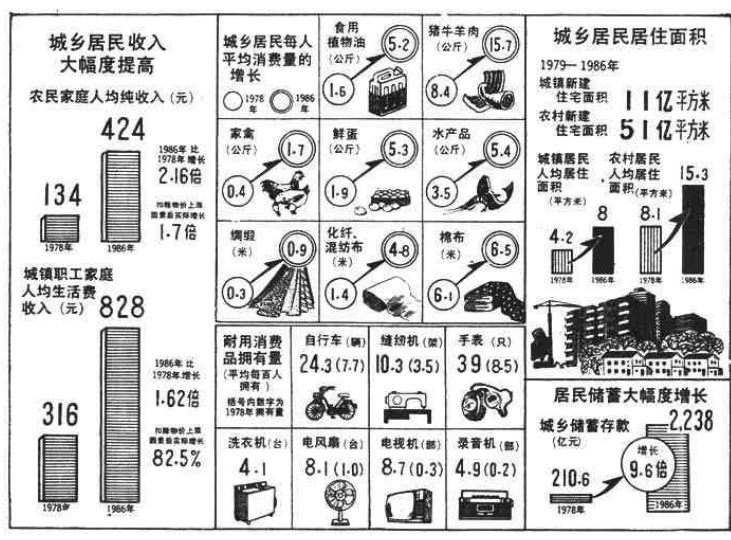 城乡居民收入
大幅度提高
农民家庭人均纯收入（元）
424
134
1978年
1986年
1986年比
1978年增长
2.16倍
扣除物价上涨
因素后实际增长
1.7倍
城镇职工家庭
人均生活费
收入（元）
828
316
1978年
1986年
1986年比
1978年增长
1.62倍
扣除物价上涨
因素后实际增长
82.5%
城乡居民每人
平均消费量的
增长
1978年
1986年
食用
植物油
（公斤）
5.2
1.6
猪牛羊肉
（公斤）
15.7
8.4
家禽
（公斤）
1.7
0.4
鲜蛋
（公斤）
5.3
1.9
水产品
（公斤）
5.4
3.5
绸缎
（米）
0.9
0.3
化纤、
混纺布
（米）
4.8
1.4
棉布
（米）
6.5
6.1
耐用消费
品拥有量
（平均每百人
拥有）
括号内数字为
1978年拥有量
自行车（辆）
24.3(7.7)
缝纫机（架）
10.3(3.5)
手表（只）
39(8.5)
洗衣机（台）
4.1
电风扇（台）
8.1(1.0)
电视机（部）
8.7(0.3)
录音机（部）
4.9(0.2)
城乡居民居住面积
1979—1986年
城镇新建
住宅面积
11亿平方米
农村新建
住宅面积
51亿平方米
城镇居民
人均居住
面积
（平方米）
4.2
8
1978年
1986年
农村居民
人均居住
面积
（平方米）
8.1
15.3
1978年
1986年
居民储蓄大幅度增长
城乡储蓄存款
（亿元）
2,238
210.6
增长
9.6倍
1978年
1986年